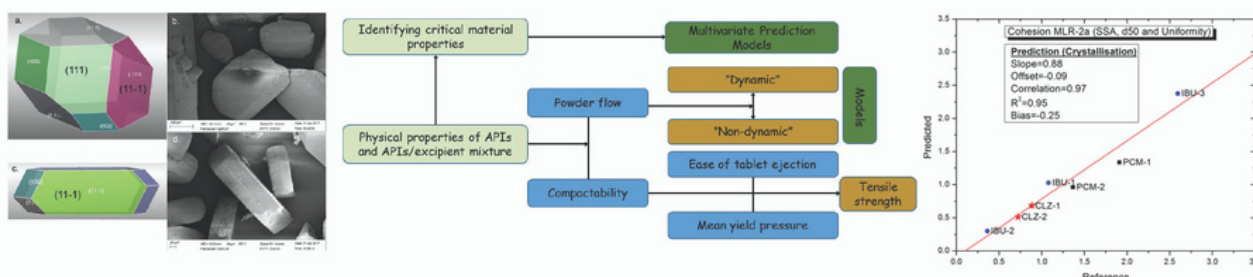 a.
(111)
(11-1)
b.
c.
(11-1)
d.
Identifying critical material
properties
Multivariate Prediction
Models
Physical properties of APIs
and APIs/excipient mixture
Powder flow
"Dynamic"
"Non-dynamic"
Models
Ease of tablet ejection
Compactability
Tensile
strength
Mean yield pressure
Cohesion MLR-2a (SSA, d50 and Uniformity)
Prediction (Crystallisation)
Slope=0.88
Offset=-0.09
Correlation=0.97
R²=0.95
Bias=-0.25
Predicted
3.5
3.0
2.5
2.0
1.5
1.0
0.5
0.0
IBU-3
PCM-1
IBU-1
PCM-2
CLZ-1
CLZ-2
IBU-2
0.0
0.5
1.0
1.5
2.0
2.5
3.0
3.5
Reference